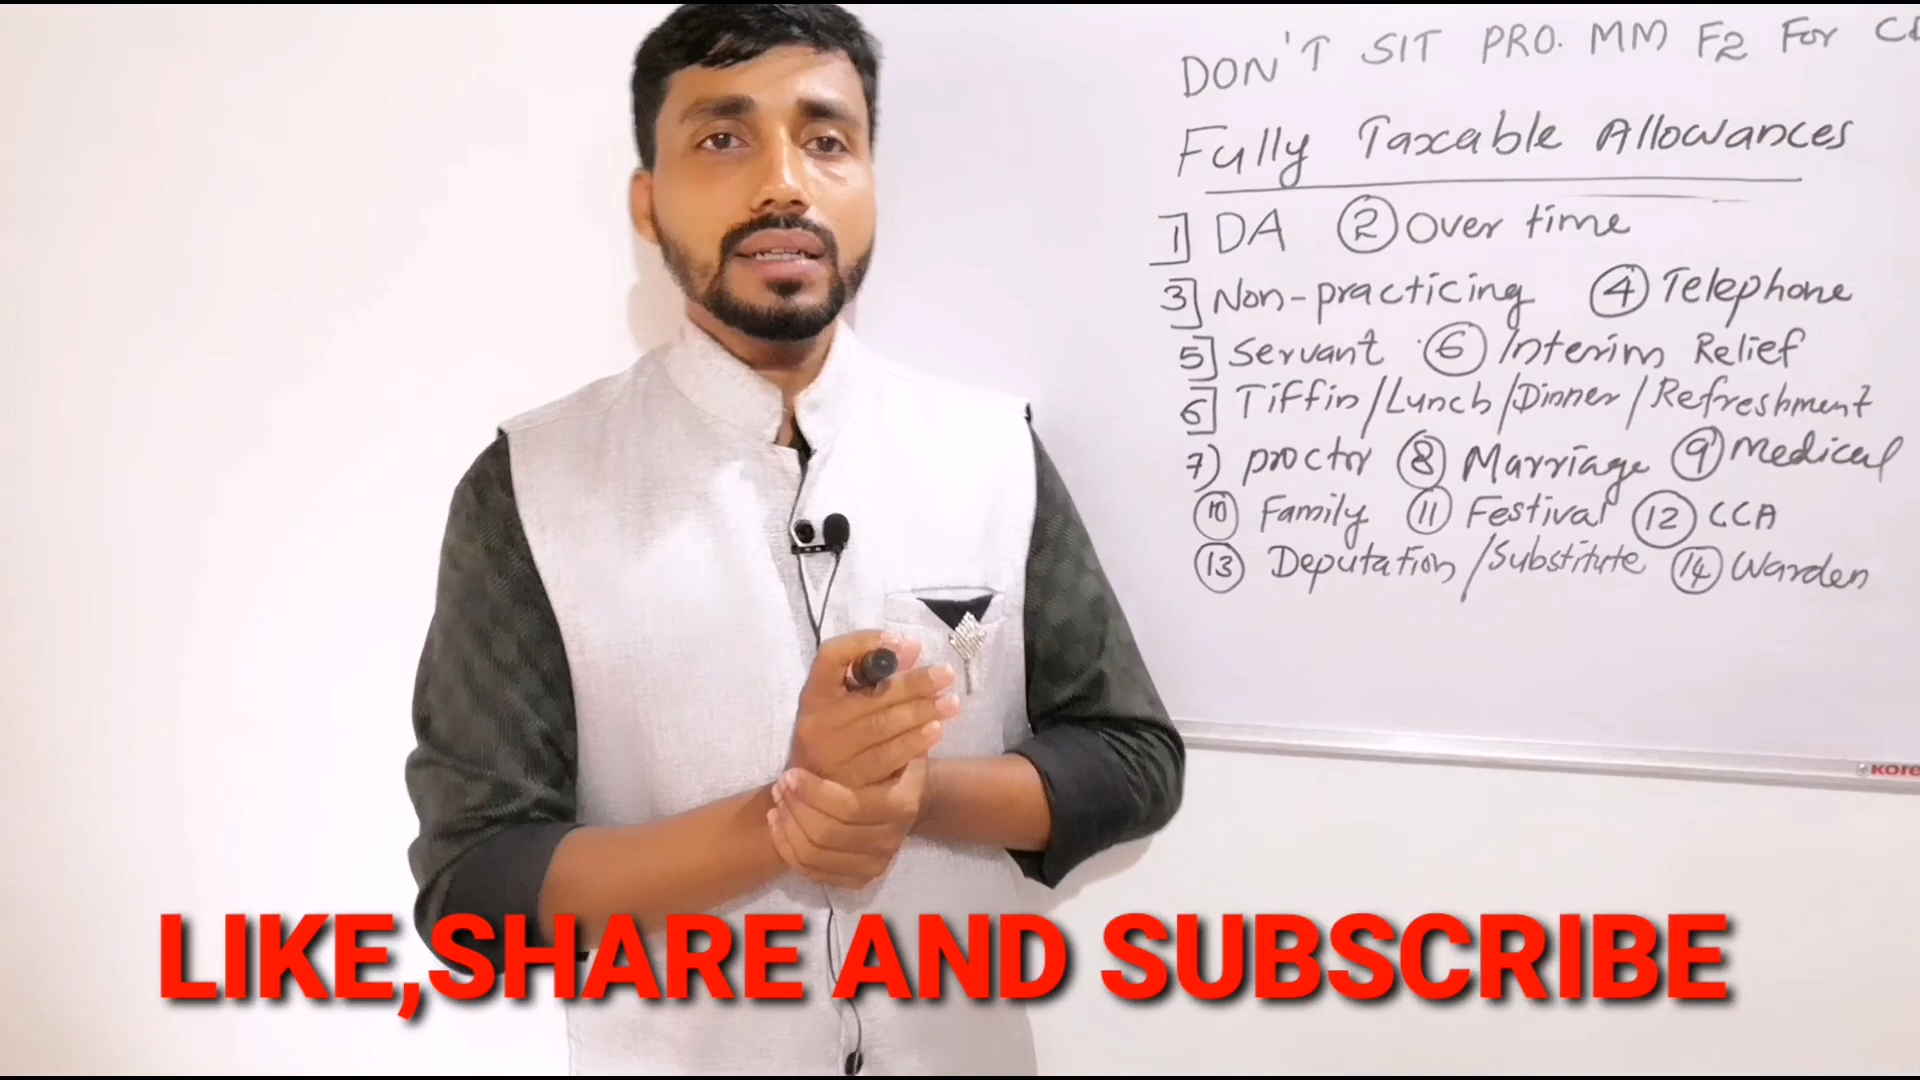 DON'T SIT PRO. MM F2 For
Fully Taxable Allowances
1] DA ② Over time
3] Non-practicing ④ Telephone
5] Servant ⑥ Interim Relief
6] Tiffin/Lunch/Dinner/Refreshment
7) proctor ⑧ Marriage ⑨ Medical
⑩ Family ⑪ Festival ⑫ CCA
⑬ Deputation/Substitute ⑭ Warden
LIKE,SHARE AND SUBSCRIBE